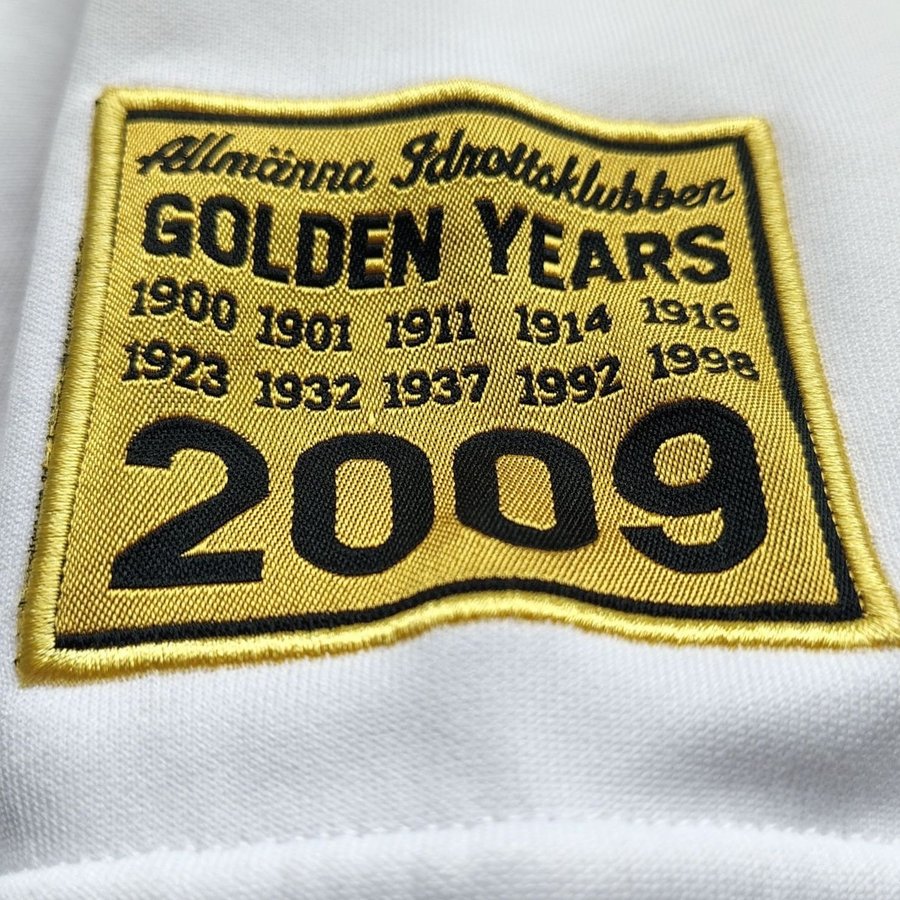 Allmänna Idrottsklubben
GOLDEN YEARS
1900 1901 1911 1914 1916
1923 1932 1937 1992 1998
2009